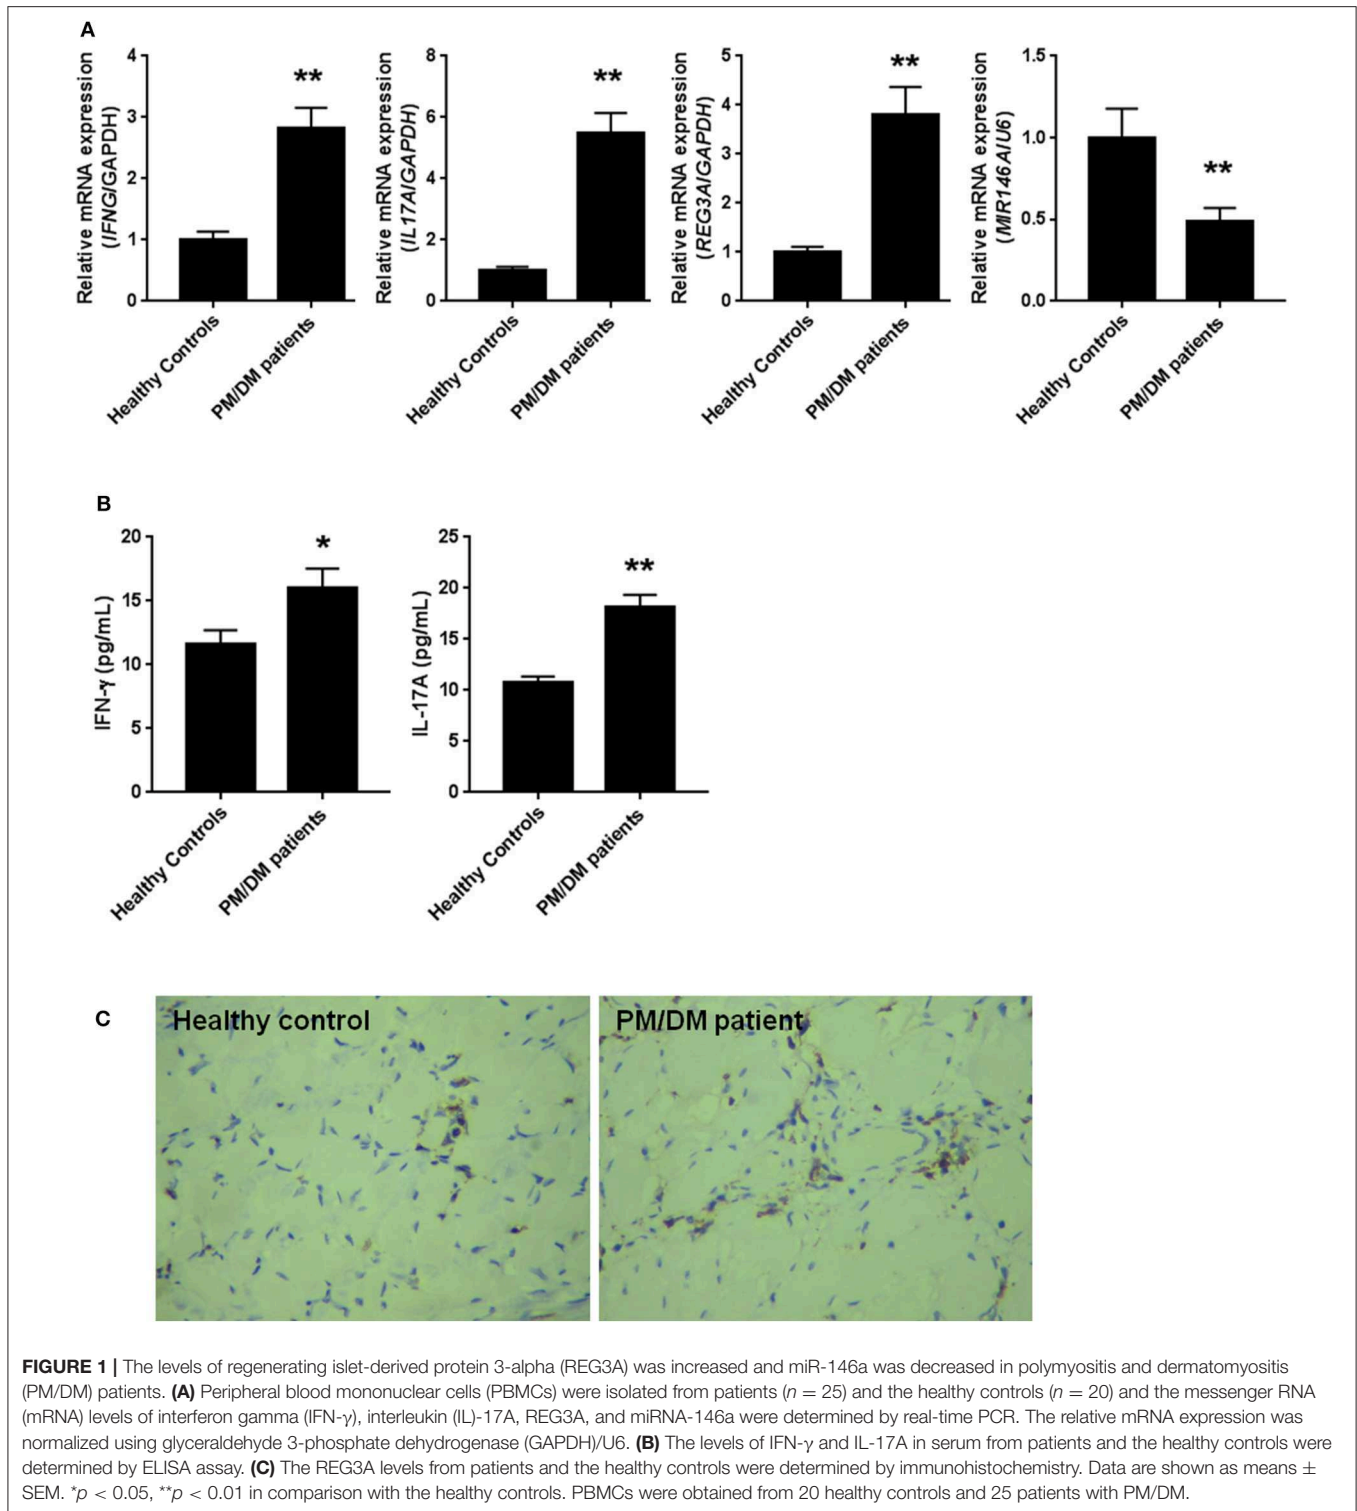 A
Relative mRNA expression
(IFNG/GAPDH)
4
3
2
1
0
**
Healthy Controls
PM/DM patients
Relative mRNA expression
(IL17A/GAPDH)
8
6
4
2
0
**
Healthy Controls
PM/DM patients
Relative mRNA expression
(REG3A/GAPDH)
5
4
3
2
1
0
**
Healthy Controls
PM/DM patients
Relative mRNA expression
(MIR146A/U6)
1.5
1.0
0.5
0.0
**
Healthy Controls
PM/DM patients
B
IFN-γ (pg/mL)
20
15
10
5
0
*
Healthy Controls
PM/DM patients
IL-17A (pg/mL)
25
20
15
10
5
0
**
Healthy Controls
PM/DM patients
C
Healthy control
PM/DM patient
FIGURE 1 | The levels of regenerating islet-derived protein 3-alpha (REG3A) was increased and miR-146a was decreased in polymyositis and dermatomyositis
(PM/DM) patients. (A) Peripheral blood mononuclear cells (PBMCs) were isolated from patients (n = 25) and the healthy controls (n = 20) and the messenger RNA
(mRNA) levels of interferon gamma (IFN-γ), interleukin (IL)-17A, REG3A, and miRNA-146a were determined by real-time PCR. The relative mRNA expression was
normalized using glyceraldehyde 3-phosphate dehydrogenase (GAPDH)/U6. (B) The levels of IFN-γ and IL-17A in serum from patients and the healthy controls were
determined by ELISA assay. (C) The REG3A levels from patients and the healthy controls were determined by immunohistochemistry. Data are shown as means ±
SEM. *p < 0.05, **p < 0.01 in comparison with the healthy controls. PBMCs were obtained from 20 healthy controls and 25 patients with PM/DM.